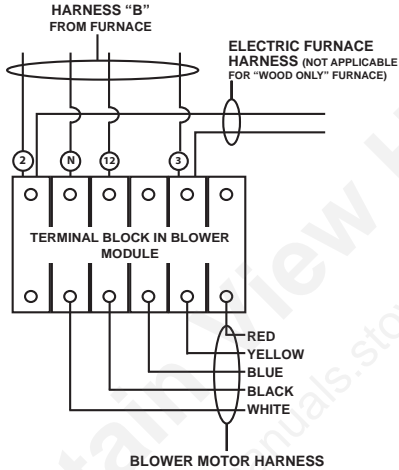 HARNESS “B”
FROM FURNACE
ELECTRIC FURNACE
HARNESS (NOT APPLICABLE
FOR “WOOD ONLY” FURNACE)
2
N
12
3
TERMINAL BLOCK IN BLOWER
MODULE
RED
YELLOW
BLUE
BLACK
WHITE
BLOWER MOTOR HARNESS